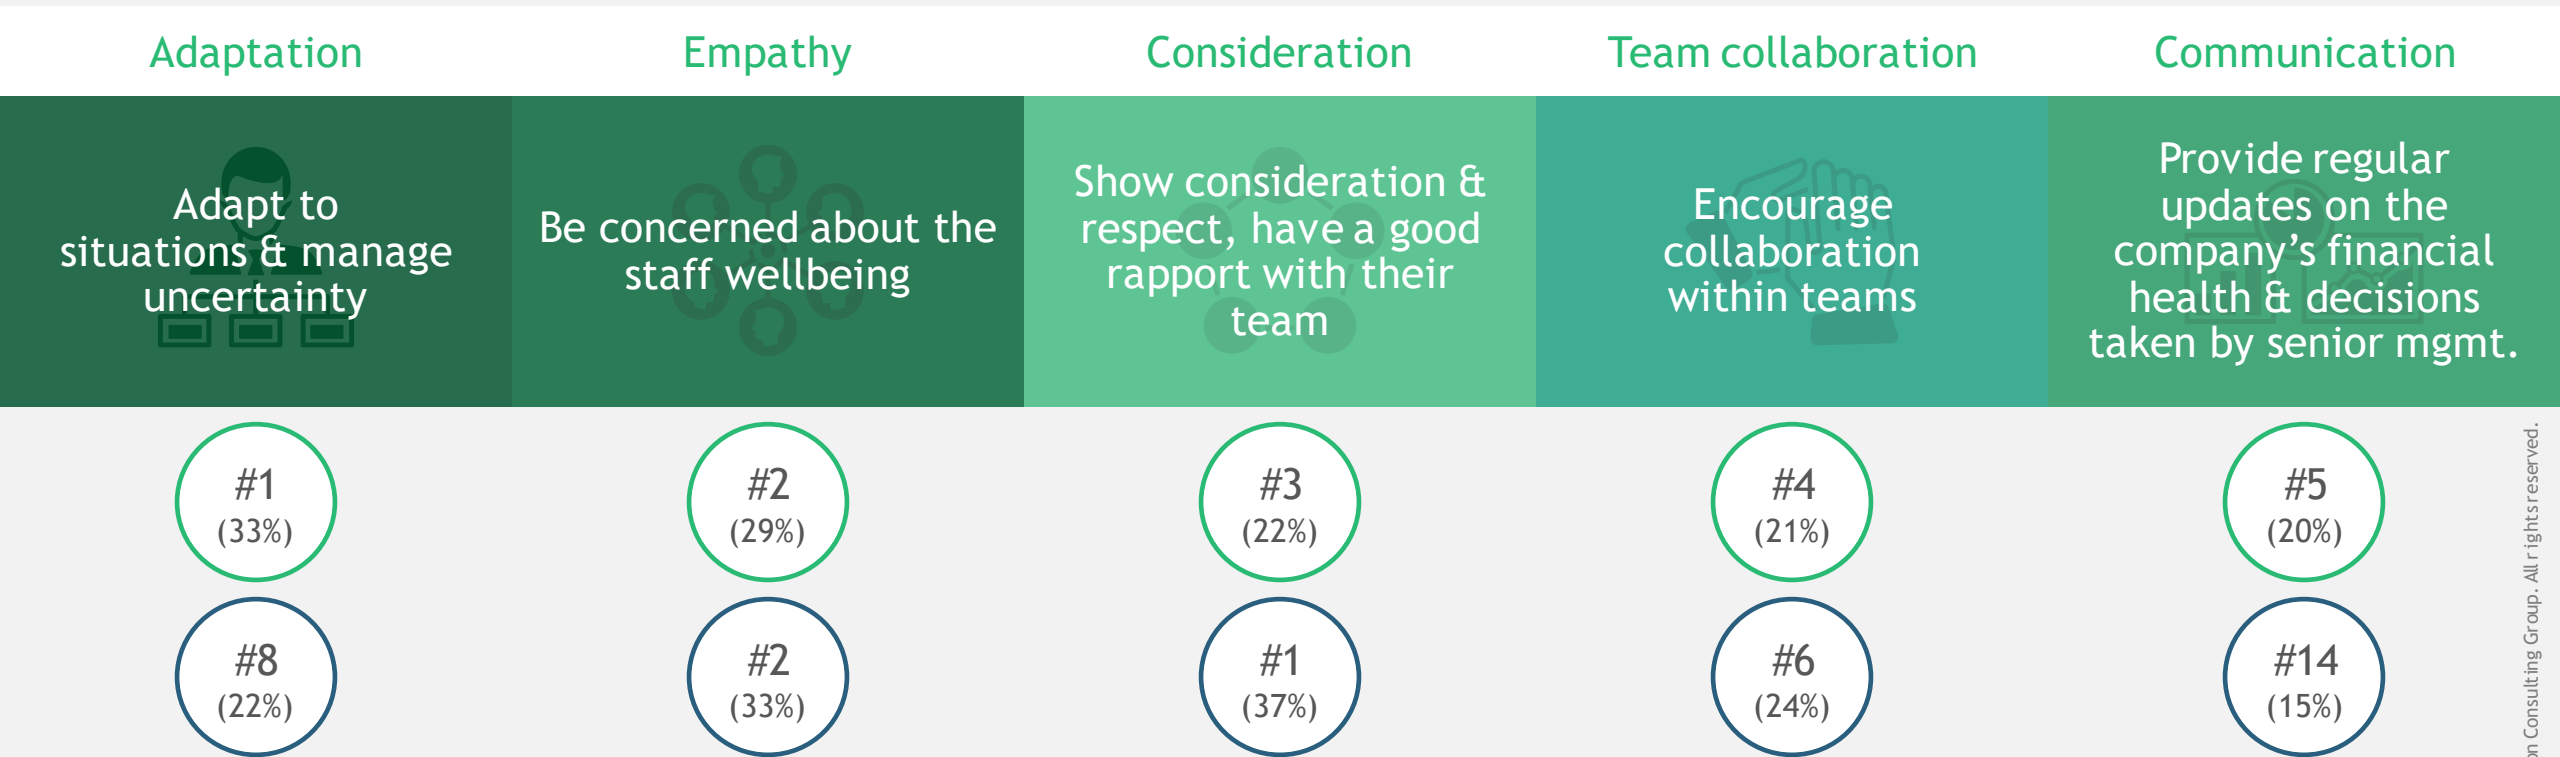 Adaptation
Empathy
Consideration
Team collaboration
Communication
Adapt to
situations & manage
uncertainty
Be concerned about the
staff wellbeing
Show consideration &
respect, have a good
rapport with their
team
Encourage
collaboration
within teams
Provide regular
updates on the
company’s financial
health & decisions
taken by senior mgmt.
#1
(33%)
#2
(29%)
#3
(22%)
#4
(21%)
#5
(20%)
#8
(22%)
#2
(33%)
#1
(37%)
#6
(24%)
#14
(15%)
Consulting Group. All rights reserved.